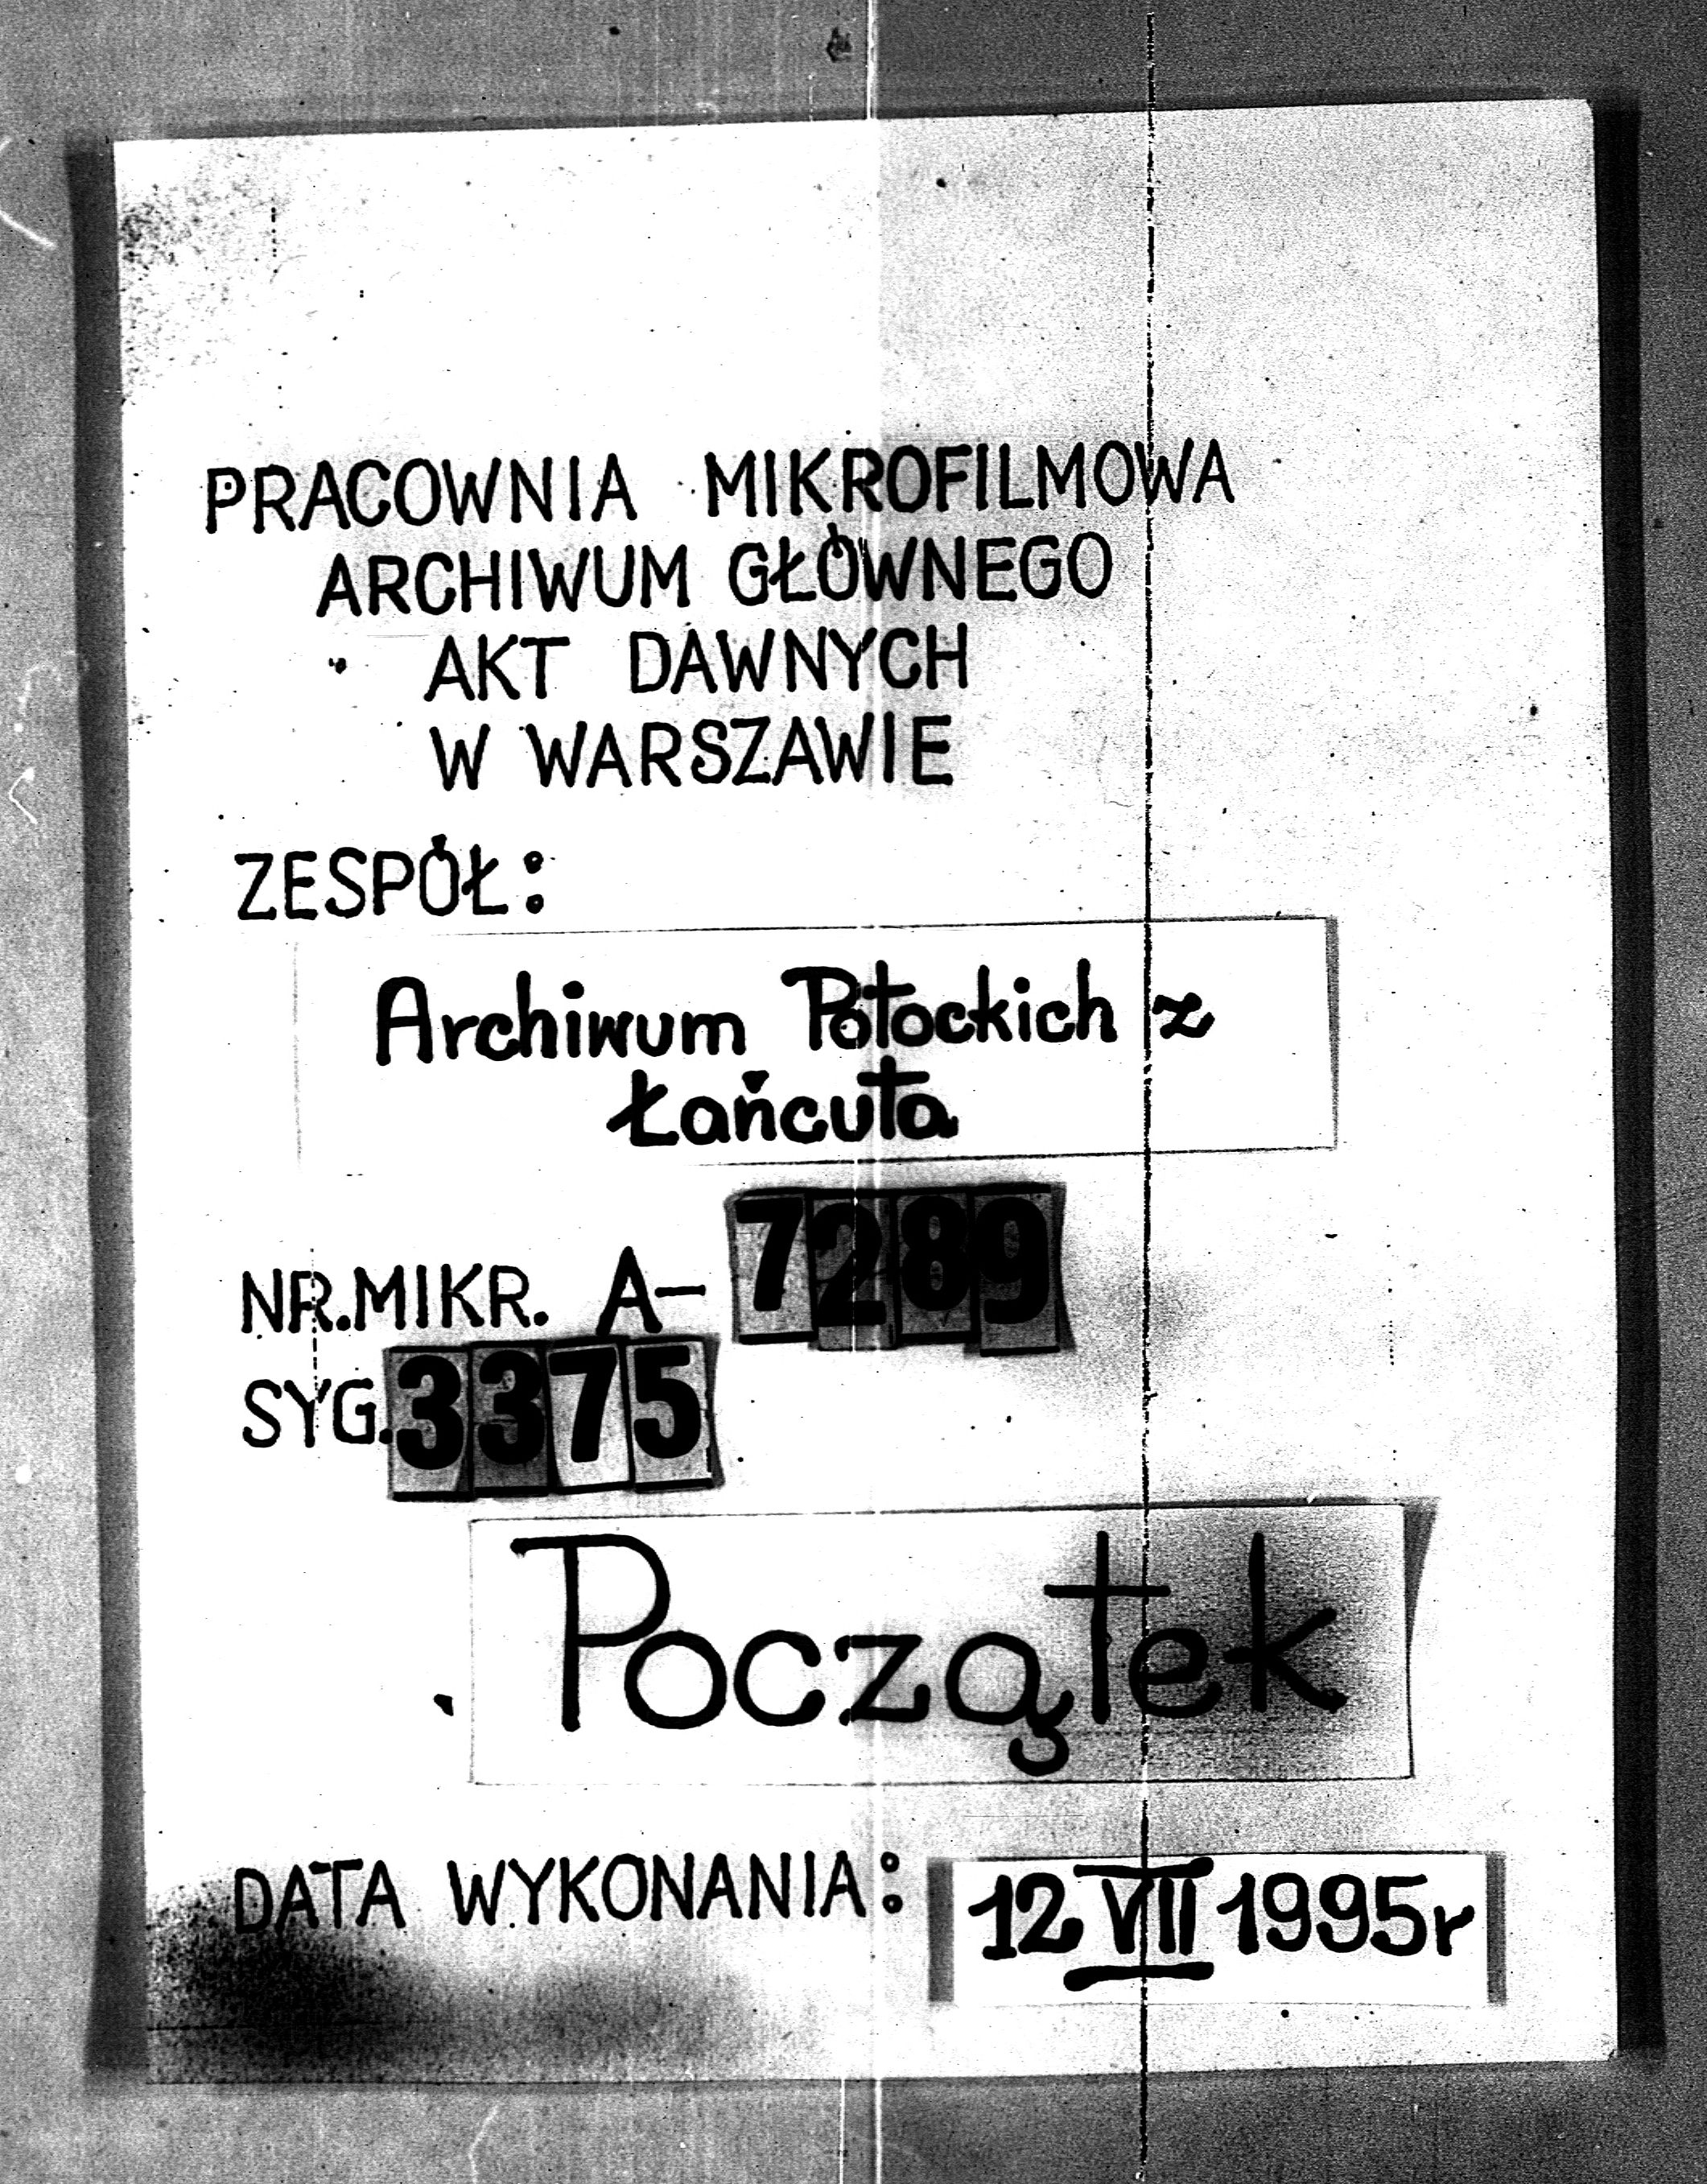 PRACOWNIA MIKROFILMOWA
ARCHIWUM GŁÓWNEGO
AKT DAWNYCH
W WARSZAWIE
ZESPÓŁ:
Archiwum Potockich z
Łańcuta
NR.MIKR. A- 7289
SYG. 3375
Początek
DATA WYKONANIA: 12 VII 1995r